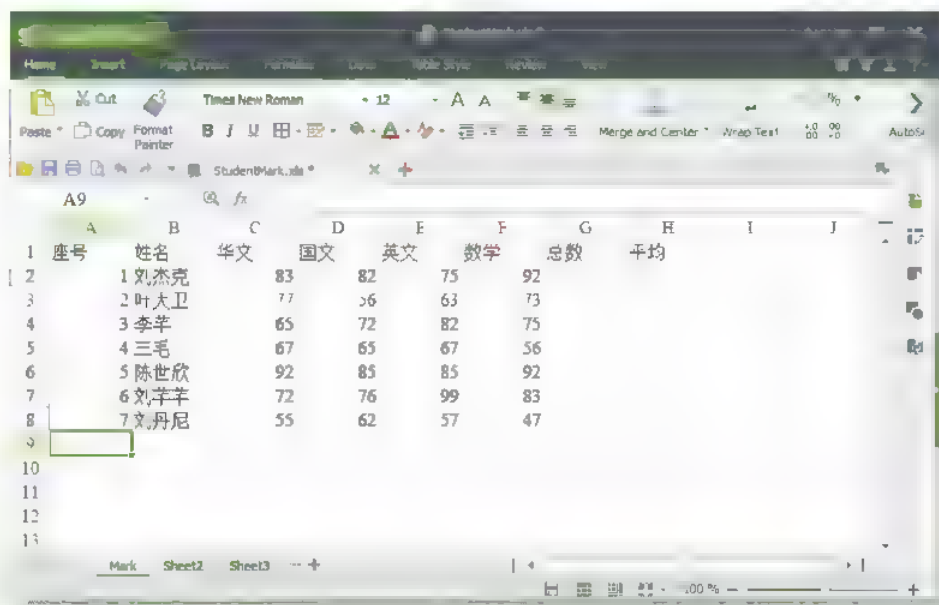 Home Insert Page Layout Formulas Data Table Style Review View
Cut Times New Roman 12 A A
Paste Copy Format Painter B I U A Merge and Center Wrap Text
StudentMark.xls *
A9 fx
A B C D E F G H I J
1 座号 姓名 华文 国文 英文 数学 总数 平均
2 1 刘杰克 83 82 75 92
3 2 叶大卫 77 56 63 73
4 3 李芊 65 72 82 75
5 4 三毛 67 65 67 56
6 5 陈世欣 92 85 85 92
7 6 刘芊芊 72 76 99 83
8 7 文丹尼 55 62 57 47
9
10
11
12
13
Mark Sheet2 Sheet3
100 %